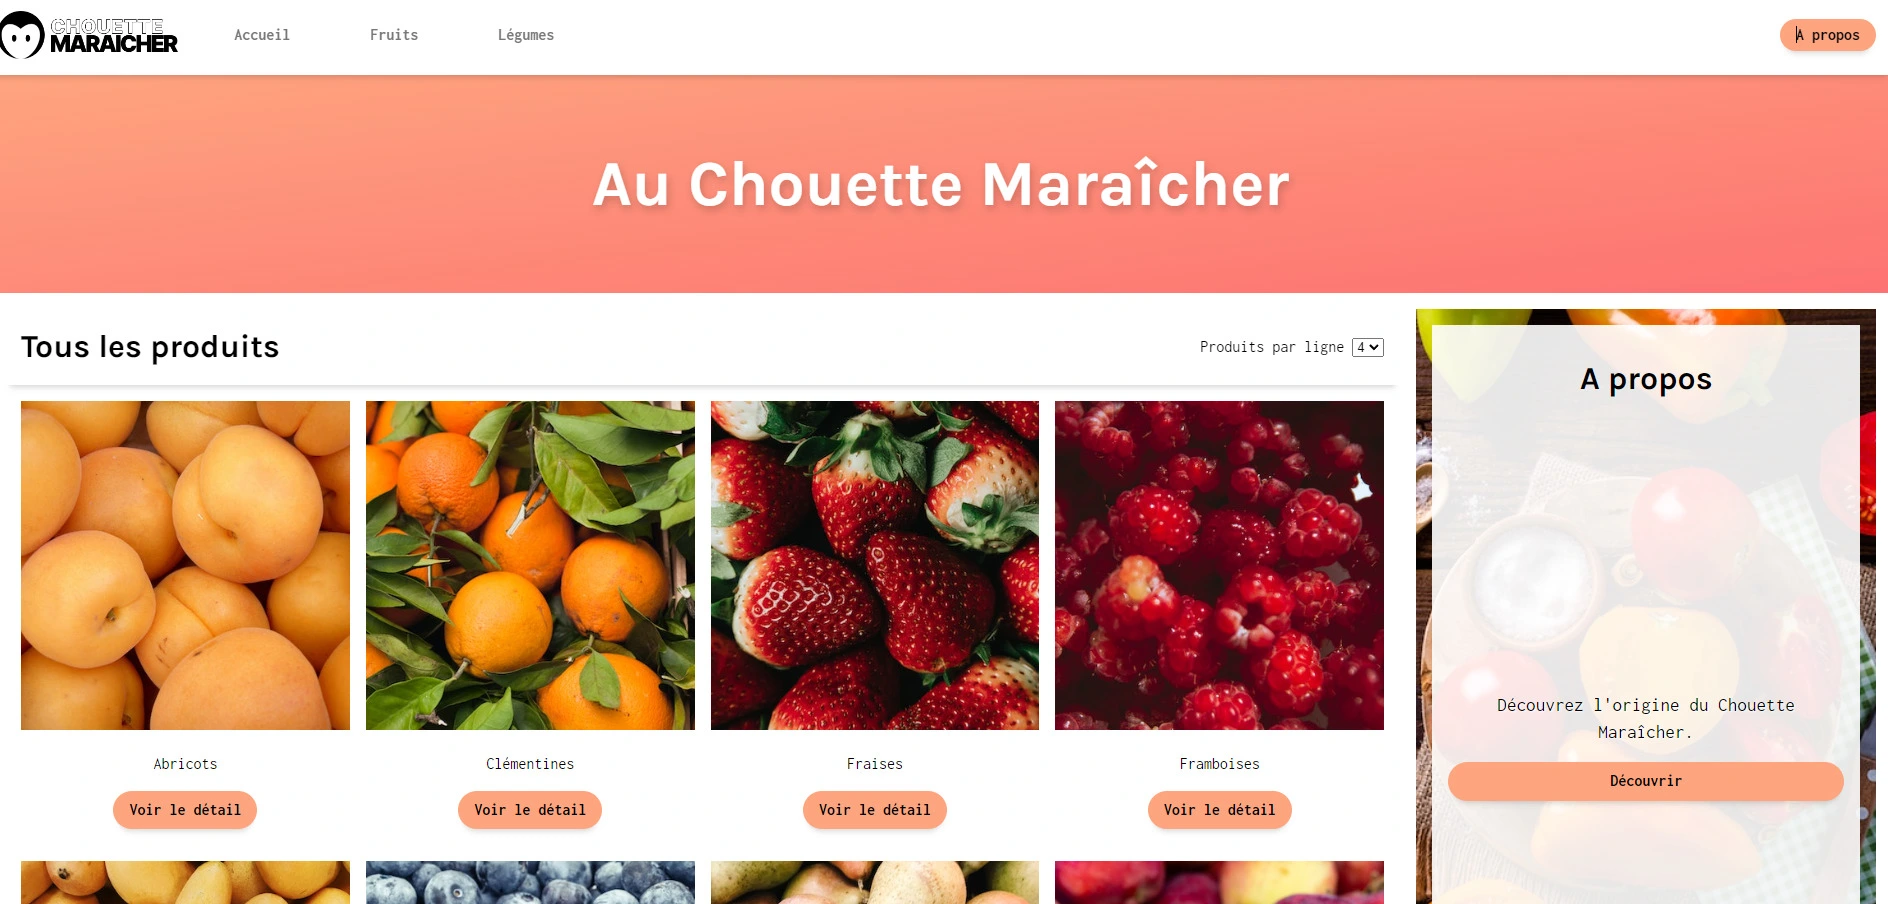 CHOUETTE
MARAICHER
Accueil
Fruits
Légumes
A propos
Au Chouette Maraîcher
Tous les produits
Produits par ligne 4
Abricots
Voir le détail
Clémentines
Voir le détail
Fraises
Voir le détail
Framboises
Voir le détail
A propos
Découvrez l'origine du Chouette
Maraîcher.
Découvrir